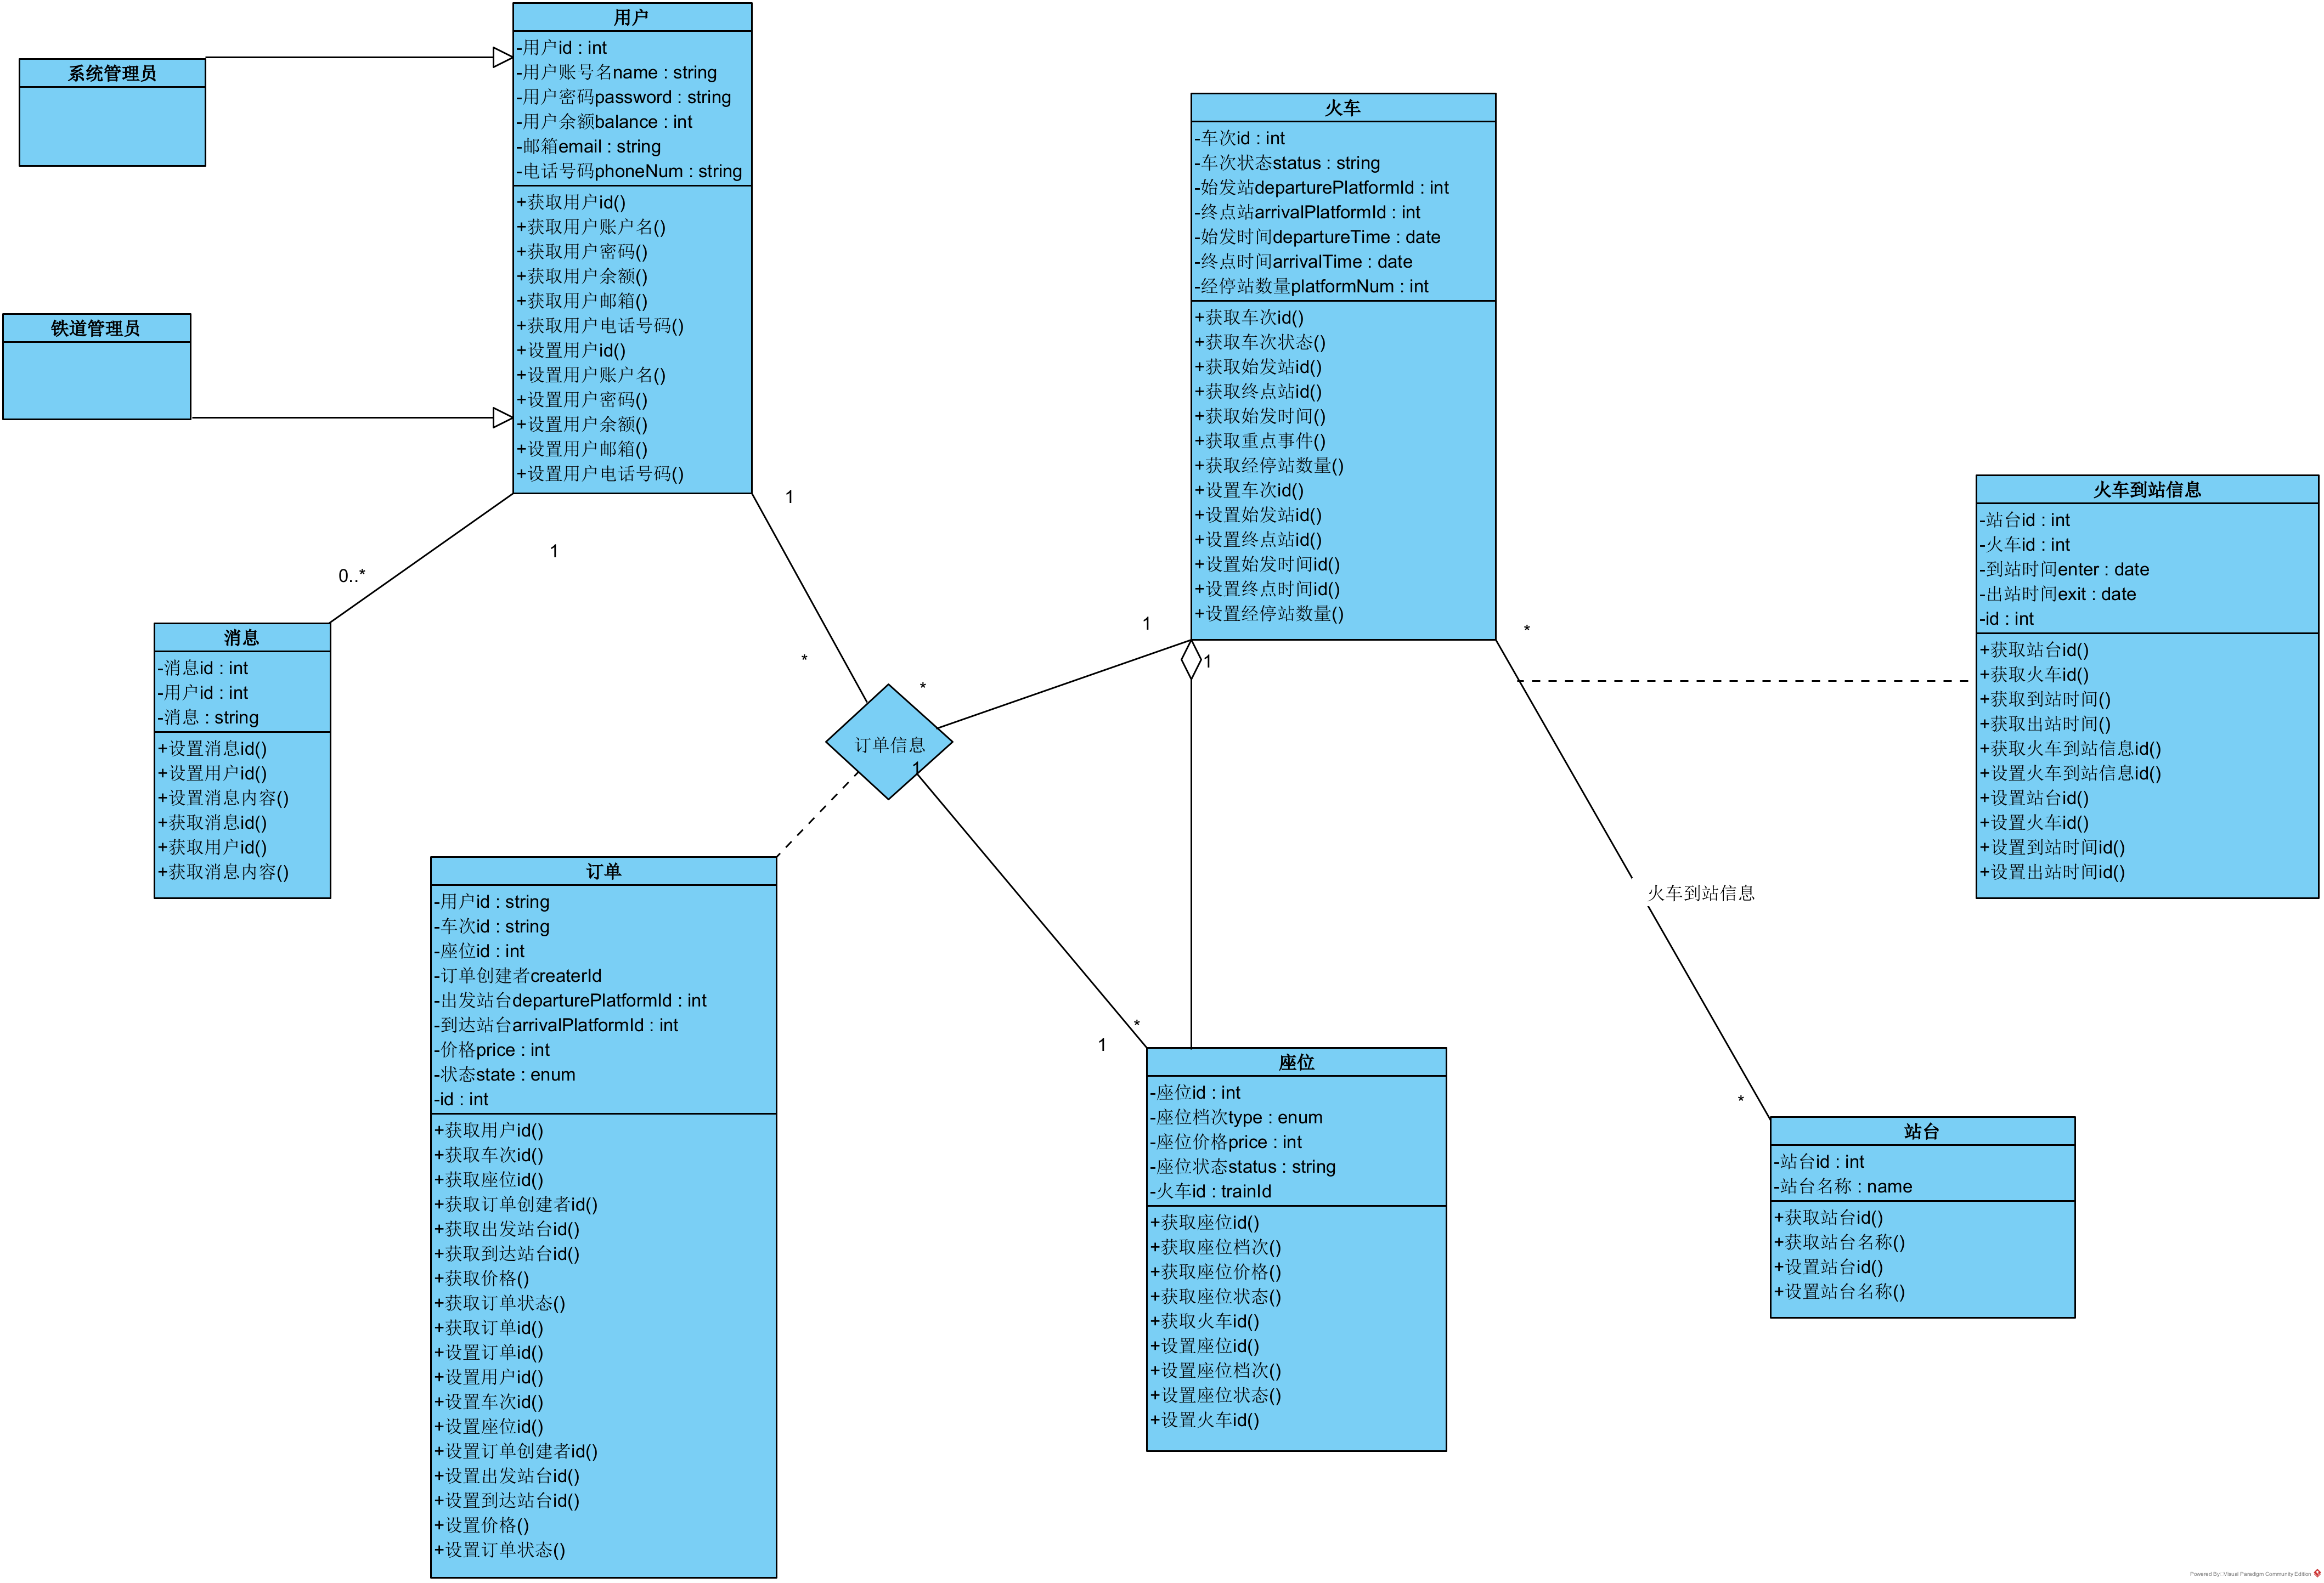 用户
-用户id : int
-用户账号名name : string
-用户密码password : string
-用户余额balance : int
-邮箱email : string
-电话号码phoneNum : string
+获取用户id()
+获取用户账户名()
+获取用户密码()
+获取用户余额()
+获取用户邮箱()
+获取用户电话号码()
+设置用户id()
+设置用户账户名()
+设置用户密码()
+设置用户余额()
+设置用户邮箱()
+设置用户电话号码()
系统管理员
铁道管理员
火车
-车次id : int
-车次状态status : string
-始发站departurePlatformId : int
-终点站arrivalPlatformId : int
-始发时间departureTime : date
-终点时间arrivalTime : date
-经停站数量platformNum : int
+获取车次id()
+获取车次状态()
+获取始发站id()
+获取终点站id()
+获取始发时间()
+获取重点事件()
+获取经停站数量()
+设置车次id()
+设置始发站id()
+设置终点站id()
+设置始发时间id()
+设置终点时间id()
+设置经停站数量()
火车到站信息
-站台id : int
-火车id : int
-到站时间enter : date
-出站时间exit : date
-id : int
+获取站台id()
+获取火车id()
+获取到站时间()
+获取出站时间()
+获取火车到站信息id()
+设置火车到站信息id()
+设置站台id()
+设置火车id()
+设置到站时间id()
+设置出站时间id()
1
1
0..*
*
*
1
1
*
消息
-消息id : int
-用户id : int
-消息 : string
+设置消息id()
+设置用户id()
+设置消息内容()
+获取消息id()
+获取用户id()
+获取消息内容()
订单信息
1
火车到站信息
订单
-用户id : string
-车次id : string
-座位id : int
-订单创建者createrId
-出发站台departurePlatformId : int
-到达站台arrivalPlatformId : int
-价格price : int
-状态state : enum
-id : int
+获取用户id()
+获取车次id()
+获取座位id()
+获取订单创建者id()
+获取出发站台id()
+获取到达站台id()
+获取价格()
+获取订单状态()
+获取订单id()
+设置订单id()
+设置用户id()
+设置车次id()
+设置座位id()
+设置订单创建者id()
+设置出发站台id()
+设置到达站台id()
+设置价格()
+设置订单状态()
*
1
座位
-座位id : int
-座位档次type : enum
-座位价格price : int
-座位状态status : string
-火车id : trainId
+获取座位id()
+获取座位档次()
+获取座位价格()
+获取座位状态()
+获取火车id()
+设置座位id()
+设置座位档次()
+设置座位状态()
+设置火车id()
*
站台
-站台id : int
-站台名称 : name
+获取站台id()
+获取站台名称()
+设置站台id()
+设置站台名称()
Powered By: Visual Paradigm Community Edition